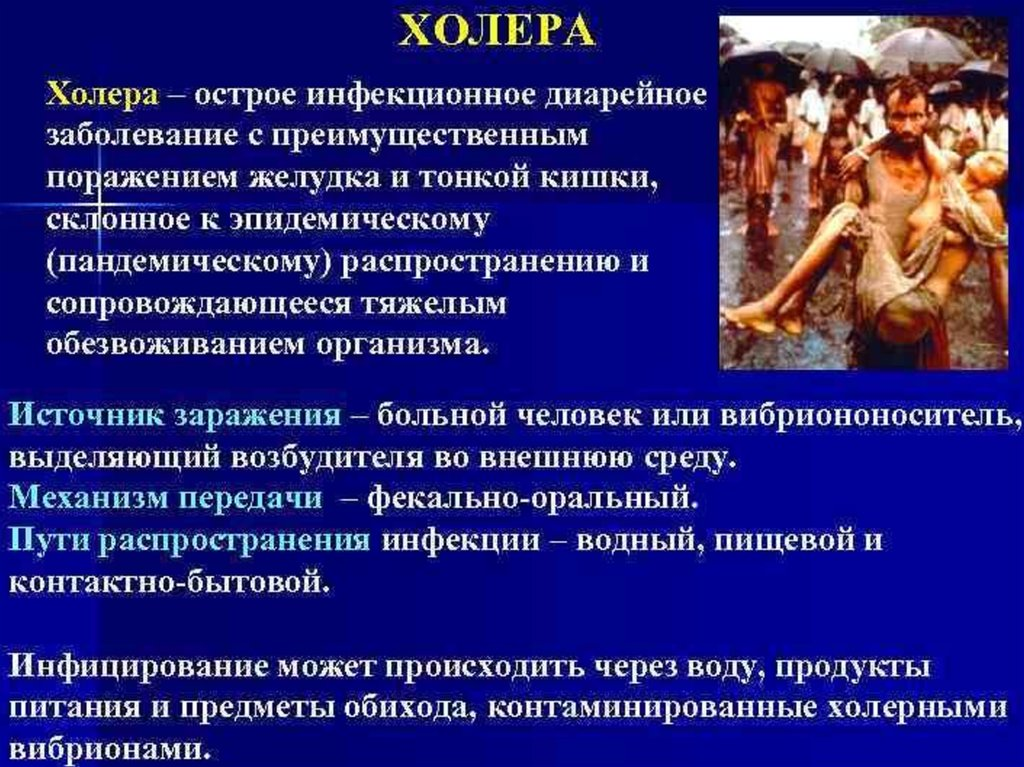 ХОЛЕРА
Холера – острое инфекционное диарейное
заболевание с преимущественным
поражением желудка и тонкой кишки,
склонное к эпидемическому
(пандемическому) распространению и
сопровождающееся тяжелым
обезвоживанием организма.
Источник заражения – больной человек или вибриононоситель,
выделяющий возбудителя во внешнюю среду.
Механизм передачи – фекально-оральный.
Пути распространения инфекции – водный, пищевой и
контактно-бытовой.
Инфицирование может происходить через воду, продукты
питания и предметы обихода, контаминированные холерными
вибрионами.